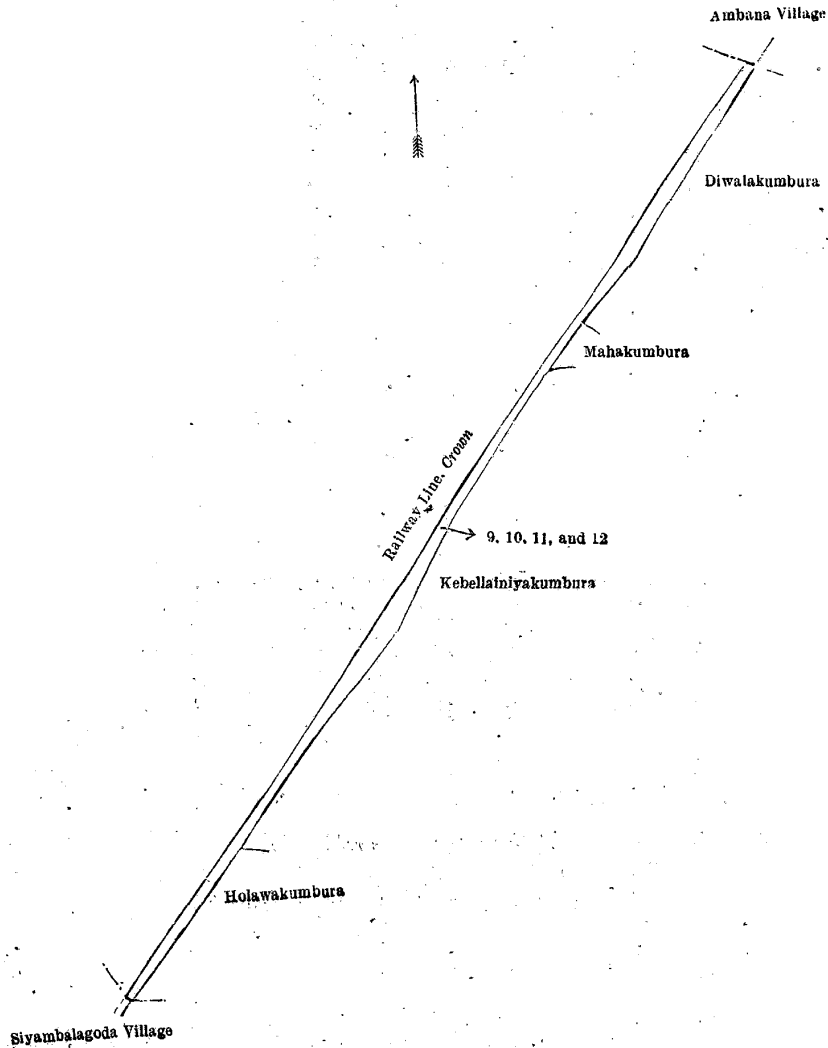 Ambana Village
Diwalakumbura
Mahakumbura
Railway Line, Crown
9, 10, 11, and 12
Kebellainiyakumbura
Holawakumbura
Siyambalagoda Village